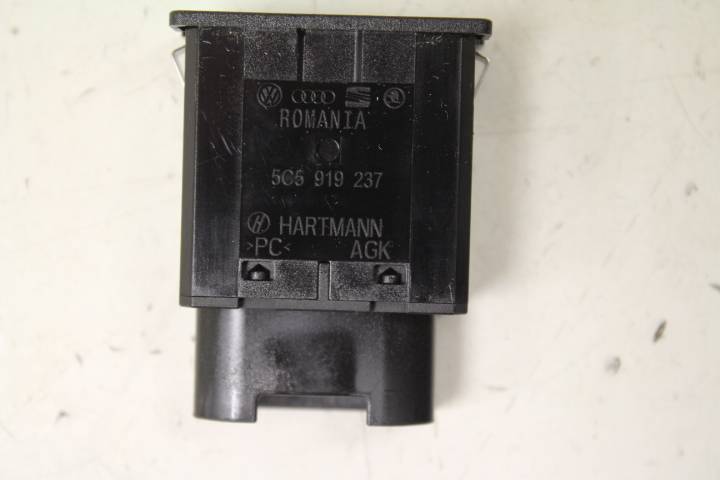 ROMANIA
5C5 919 237
HARTMANN
>PC< AGK